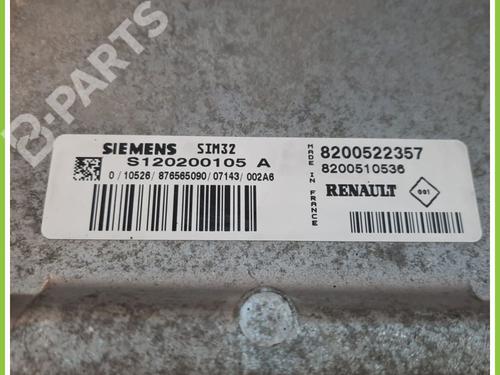 B-PARTS
SIEMENS SIM32
S120200105 A
0/10526/876565090/07143/002A6
MADE IN FRANCE
8200522357
8200510536
RENAULT
001